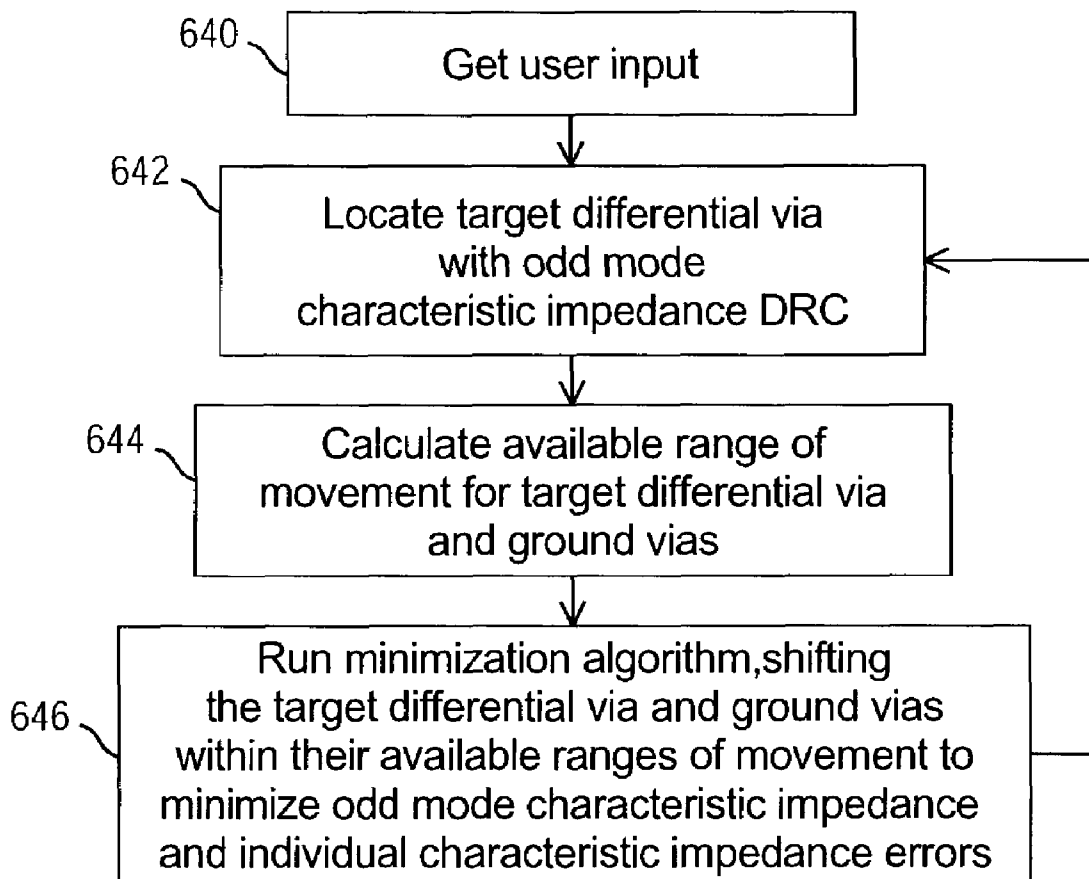 640
Get user input
642
Locate target differential via
with odd mode
characteristic impedance DRC
644
Calculate available range of
movement for target differential via
and ground vias
646
Run minimization algorithm,shifting
the target differential via and ground vias
within their available ranges of movement to
minimize odd mode characteristic impedance
and individual characteristic impedance errors